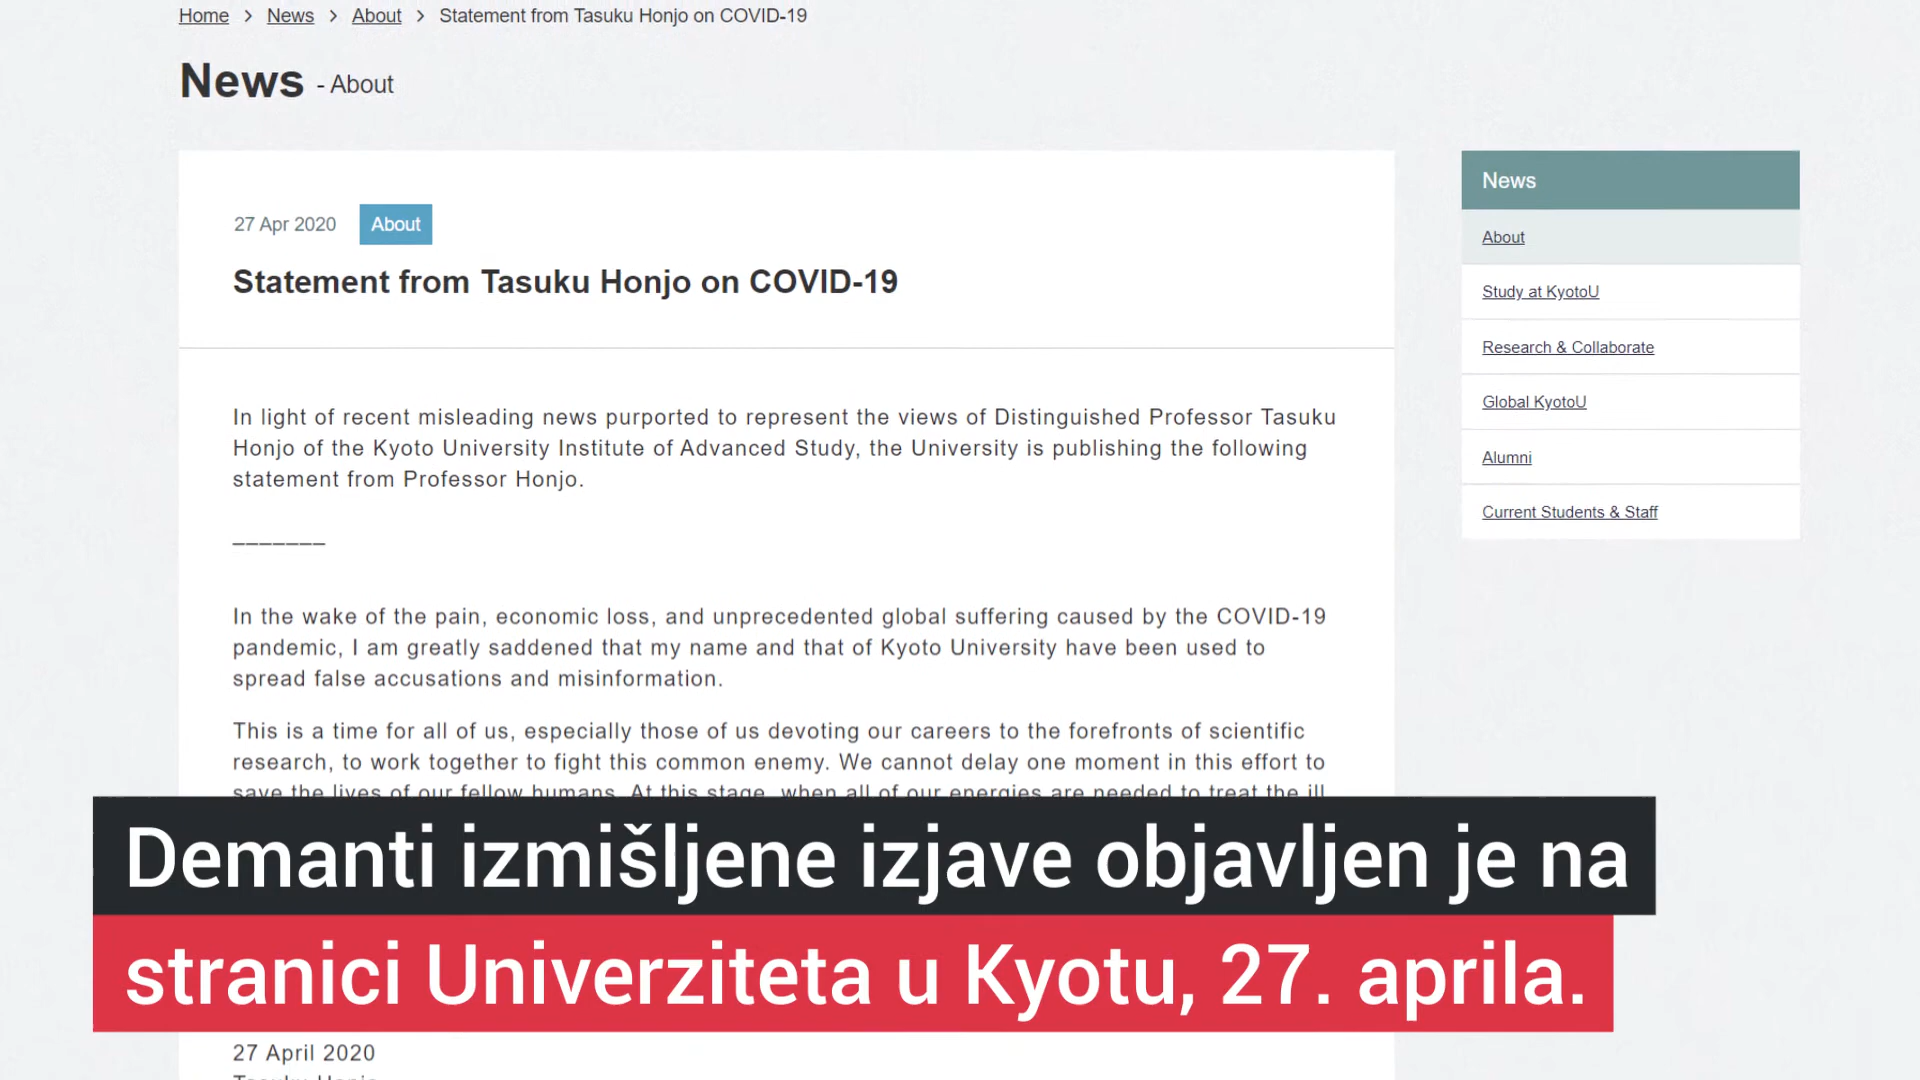 Home > News > About > Statement from Tasuku Honjo on COVID-19
News - About
27 Apr 2020 About
Statement from Tasuku Honjo on COVID-19
In light of recent misleading news purported to represent the views of Distinguished Professor Tasuku
Honjo of the Kyoto University Institute of Advanced Study, the University is publishing the following
statement from Professor Honjo.
_______
In the wake of the pain, economic loss, and unprecedented global suffering caused by the COVID-19
pandemic, I am greatly saddened that my name and that of Kyoto University have been used to
spread false accusations and misinformation.
This is a time for all of us, especially those of us devoting our careers to the forefronts of scientific
research, to work together to fight this common enemy. We cannot delay one moment in this effort to
save the lives of our fellow humans. At this stage, when all of our energies are needed to treat the ill,
Demanti izmišljene izjave objavljen je na
stranici Univerziteta u Kyotu, 27. aprila.
27 April 2020
Tasuku Honjo
News
About
Study at KyotoU
Research & Collaborate
Global KyotoU
Alumni
Current Students & Staff